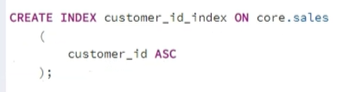 CREATE INDEX customer_id_index ON core.sales
(
customer_id ASC
);